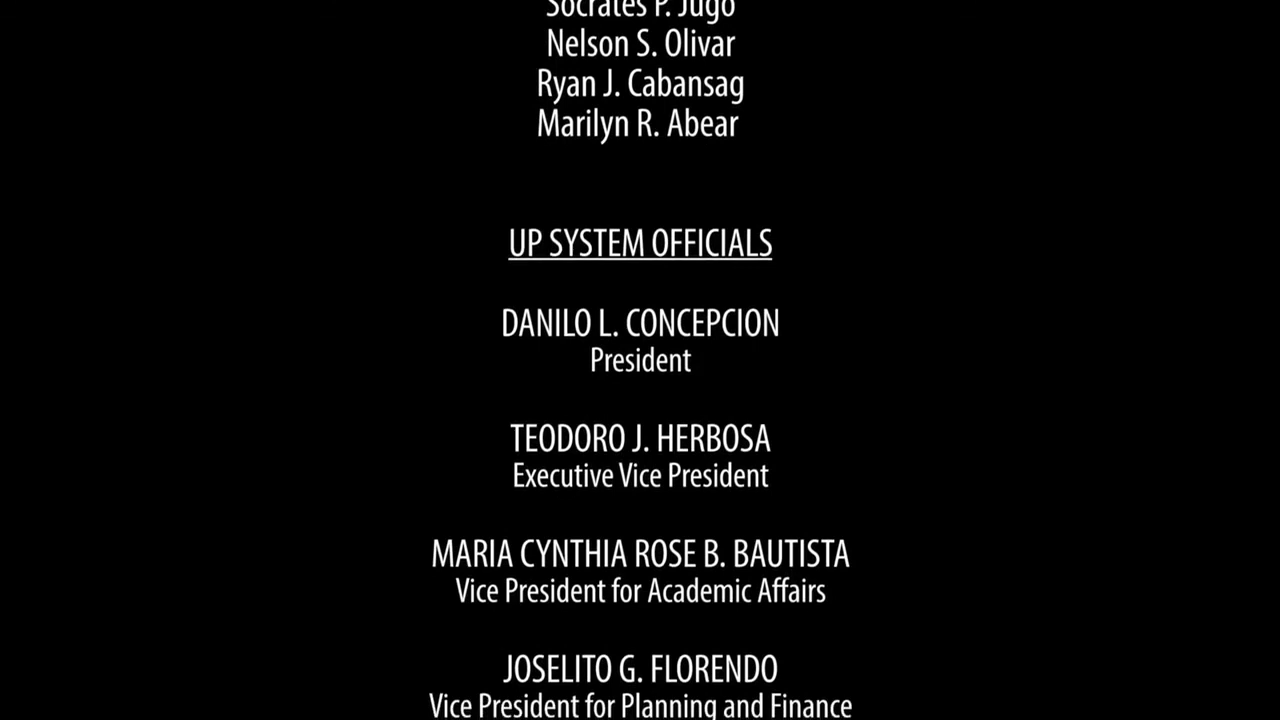 Socrates P. Jugo
Nelson S. Olivar
Ryan J. Cabansag
Marilyn R. Abear
UP SYSTEM OFFICIALS
DANILO L. CONCEPCION
President
TEODORO J. HERBOSA
Executive Vice President
MARIA CYNTHIA ROSE B. BAUTISTA
Vice President for Academic Affairs
JOSELITO G. FLORENDO
Vice President for Planning and Finance